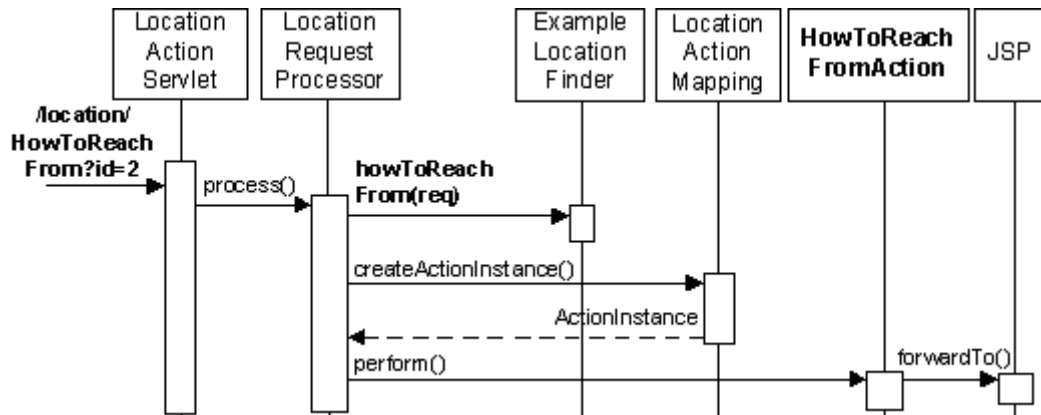 Location
Action
Servlet
Location
Request
Processor
Example
Location
Finder
Location
Action
Mapping
HowToReach
FromAction
JSP
/location/
HowToReach
From?id=2
process()
howToReach
From(req)
createActionInstance()
ActionInstance
perform()
forwardTo()